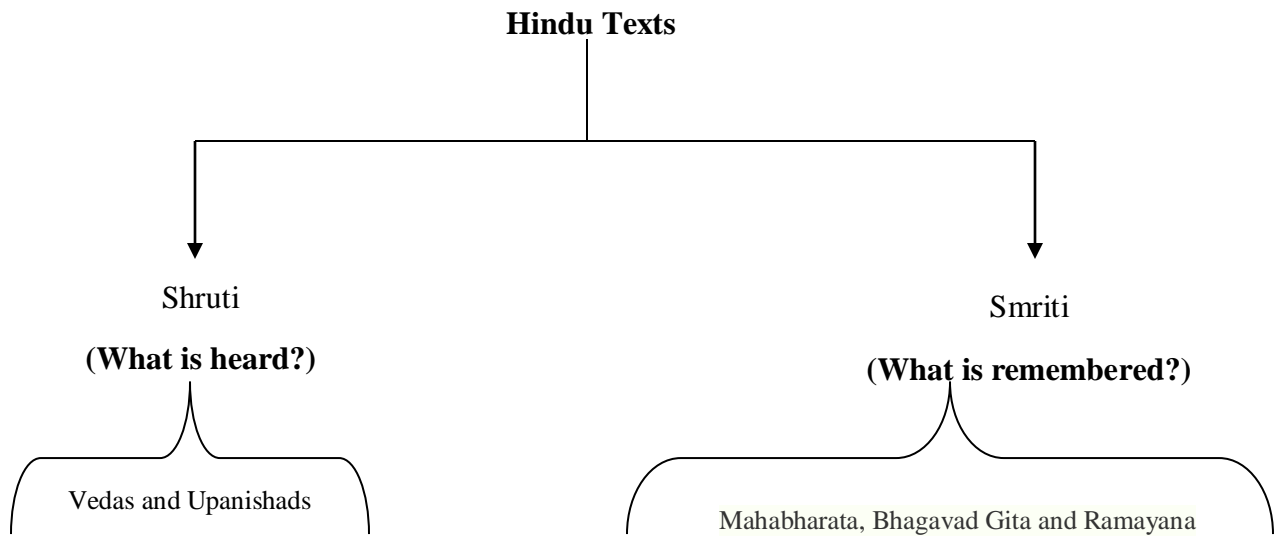 Hindu Texts
Shruti
(What is heard?)
Vedas and Upanishads
Smriti
(What is remembered?)
Mahabharata, Bhagavad Gita and Ramayana